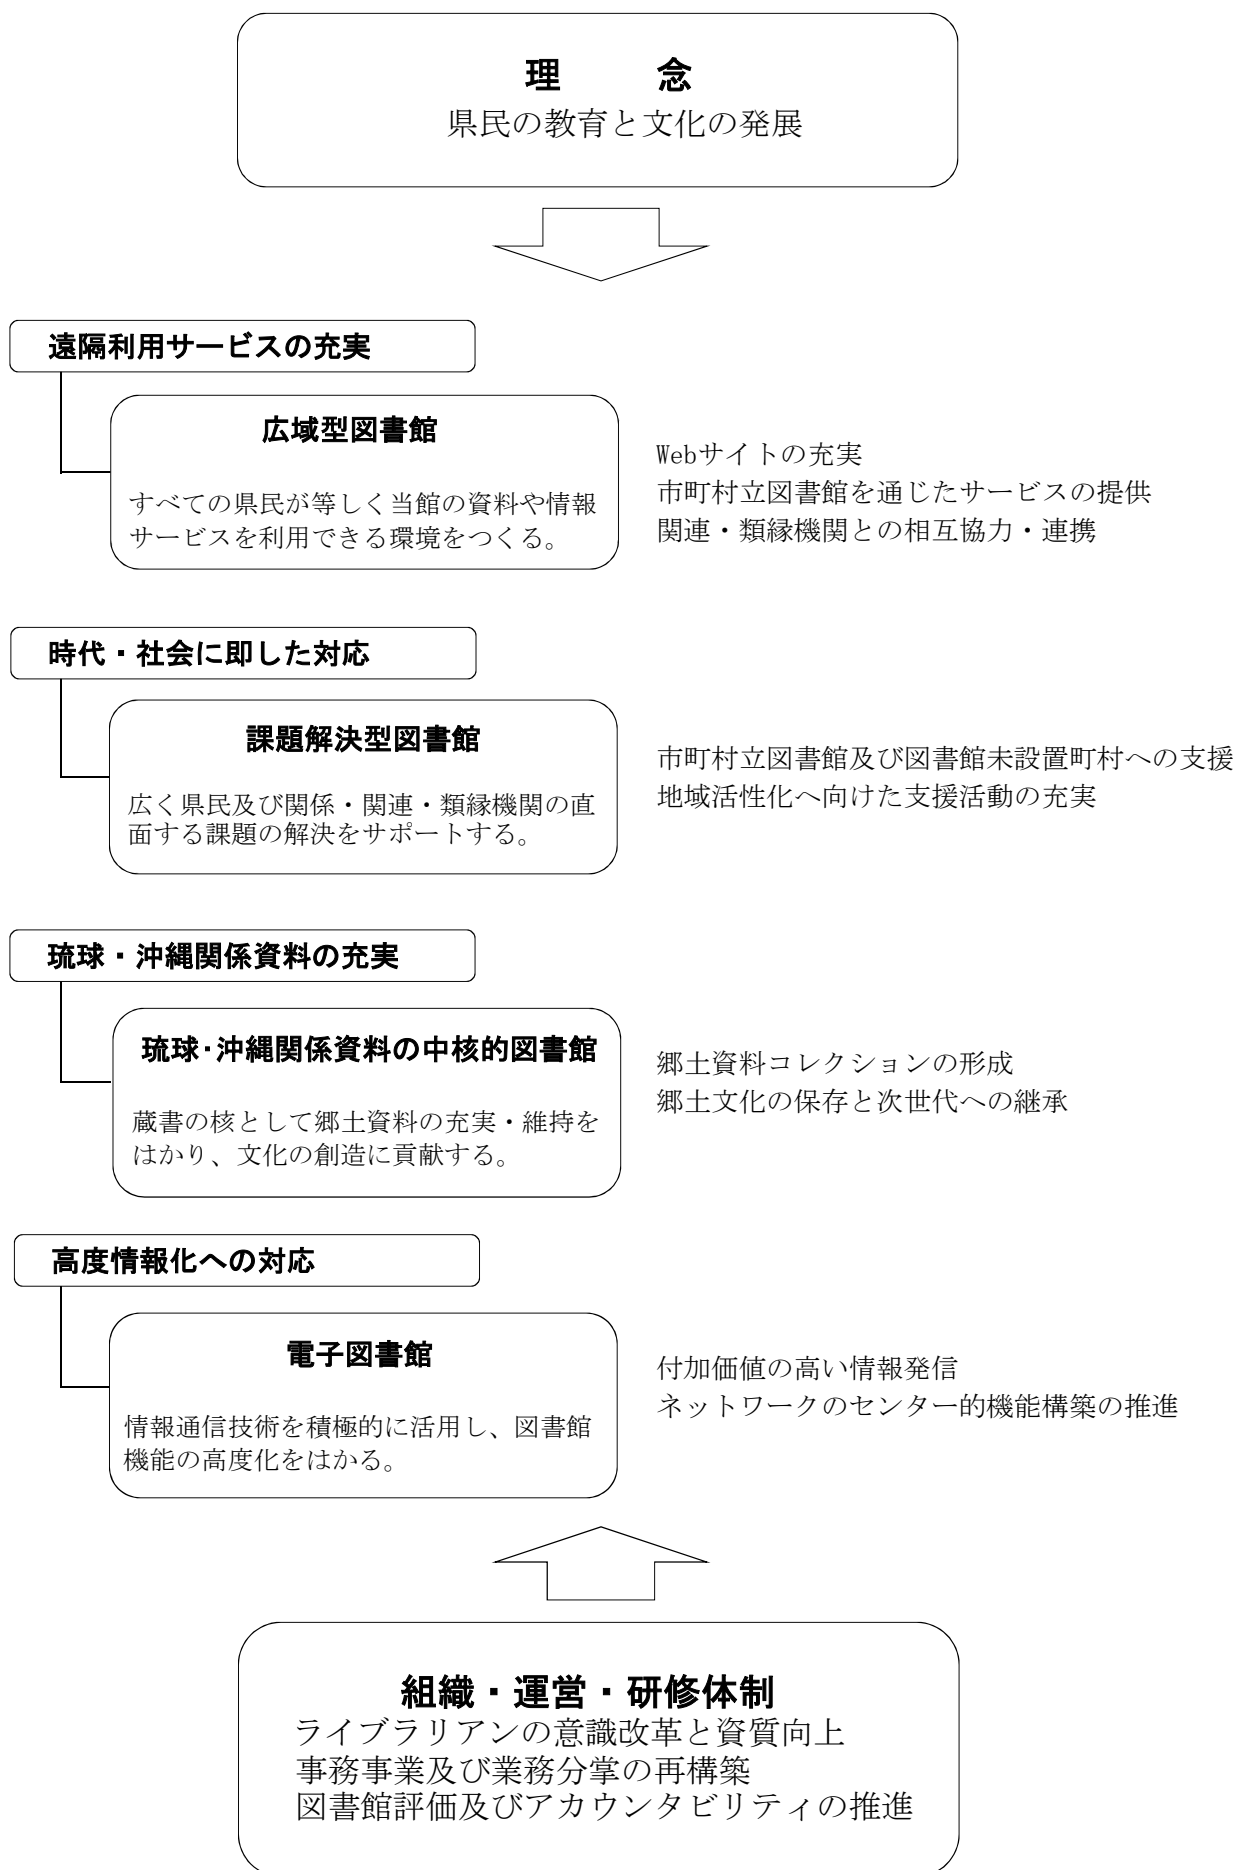 理　念
県民の教育と文化の発展
遠隔利用サービスの充実
広域型図書館
すべての県民が等しく当館の資料や情報
サービスを利用できる環境をつくる。
Webサイトの充実
市町村立図書館を通じたサービスの提供
関連・類縁機関との相互協力・連携
時代・社会に即した対応
課題解決型図書館
広く県民及び関係・関連・類縁機関の直
面する課題の解決をサポートする。
市町村立図書館及び図書館未設置町村への支援
地域活性化へ向けた支援活動の充実
琉球・沖縄関係資料の充実
琉球・沖縄関係資料の中核的図書館
蔵書の核として郷土資料の充実・維持を
はかり、文化の創造に貢献する。
郷土資料コレクションの形成
郷土文化の保存と次世代への継承
高度情報化への対応
電子図書館
情報通信技術を積極的に活用し、図書館
機能の高度化をはかる。
付加価値の高い情報発信
ネットワークのセンター的機能構築の推進
組織・運営・研修体制
ライブラリアンの意識改革と資質向上
事務事業及び業務分掌の再構築
図書館評価及びアカウンタビリティの推進